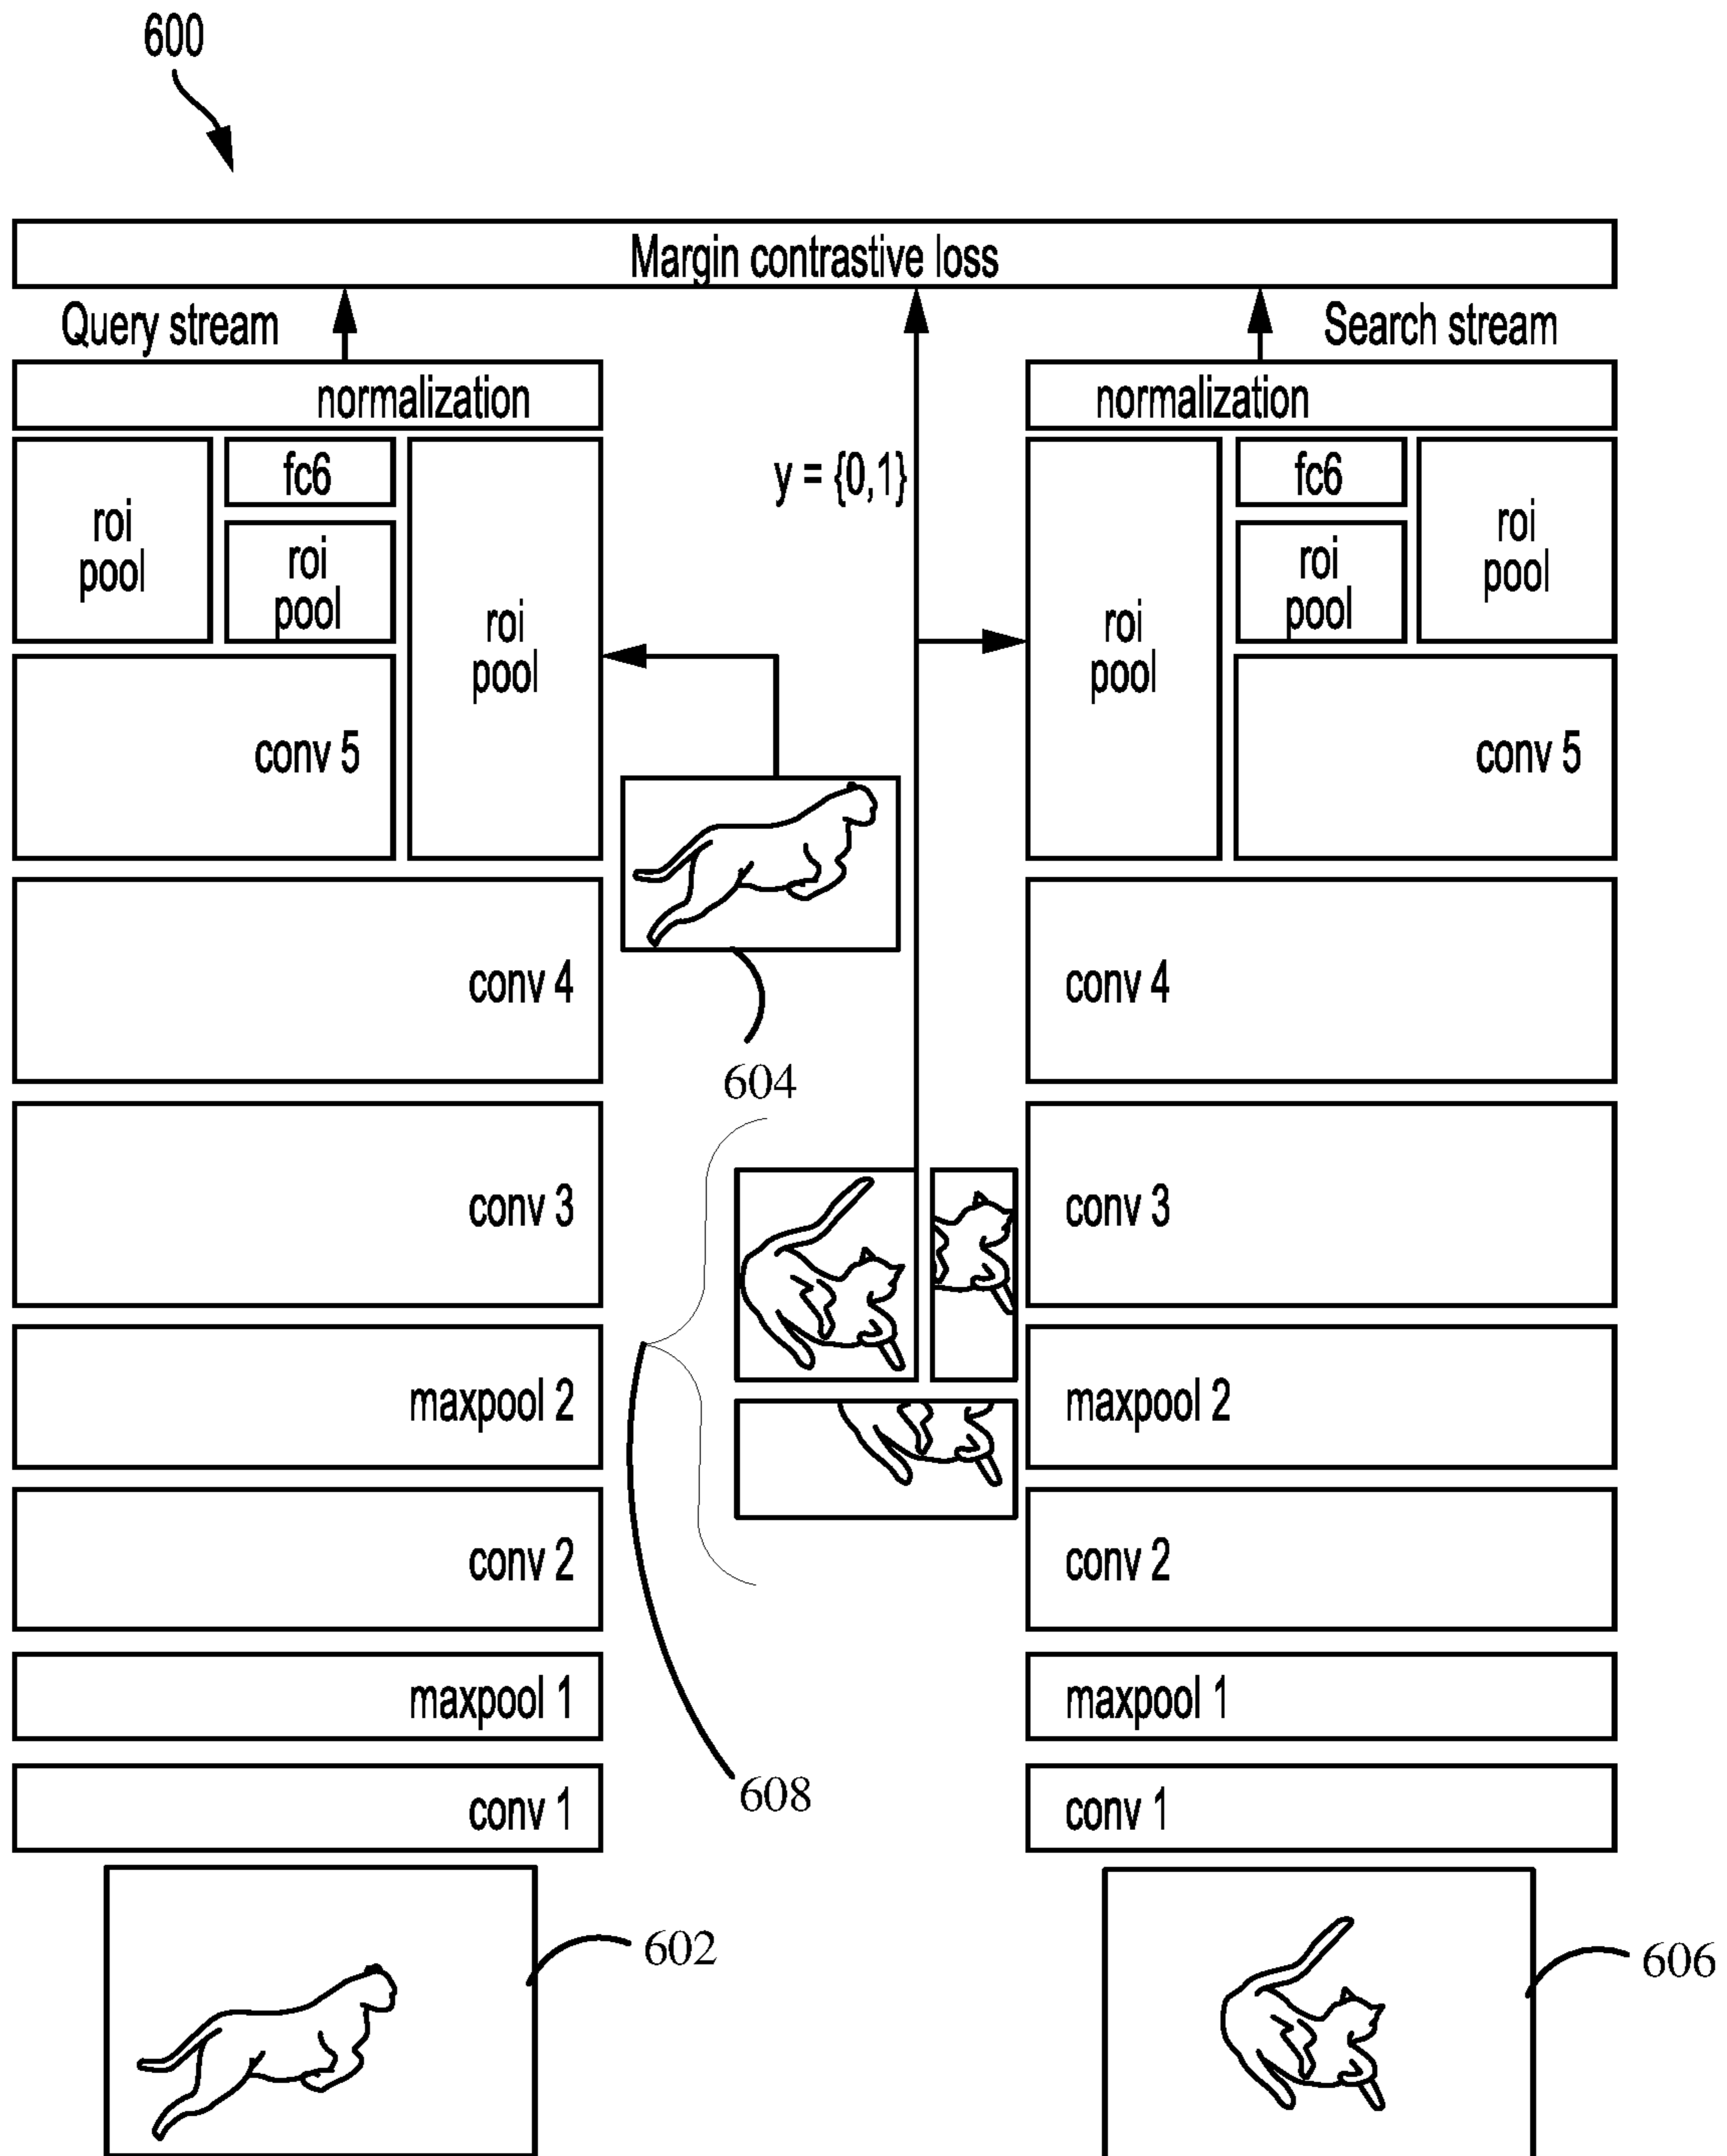 600
Margin contrastive loss
Query stream
Search stream
normalization
normalization
roi
pool
fc6
roi
pool
roi
pool
y = {0,1}
roi
pool
fc6
roi
pool
roi
pool
conv 5
conv 5
conv 4
conv 4
604
conv 3
conv 3
maxpool 2
maxpool 2
conv 2
conv 2
maxpool 1
maxpool 1
608
conv 1
conv 1
602
606